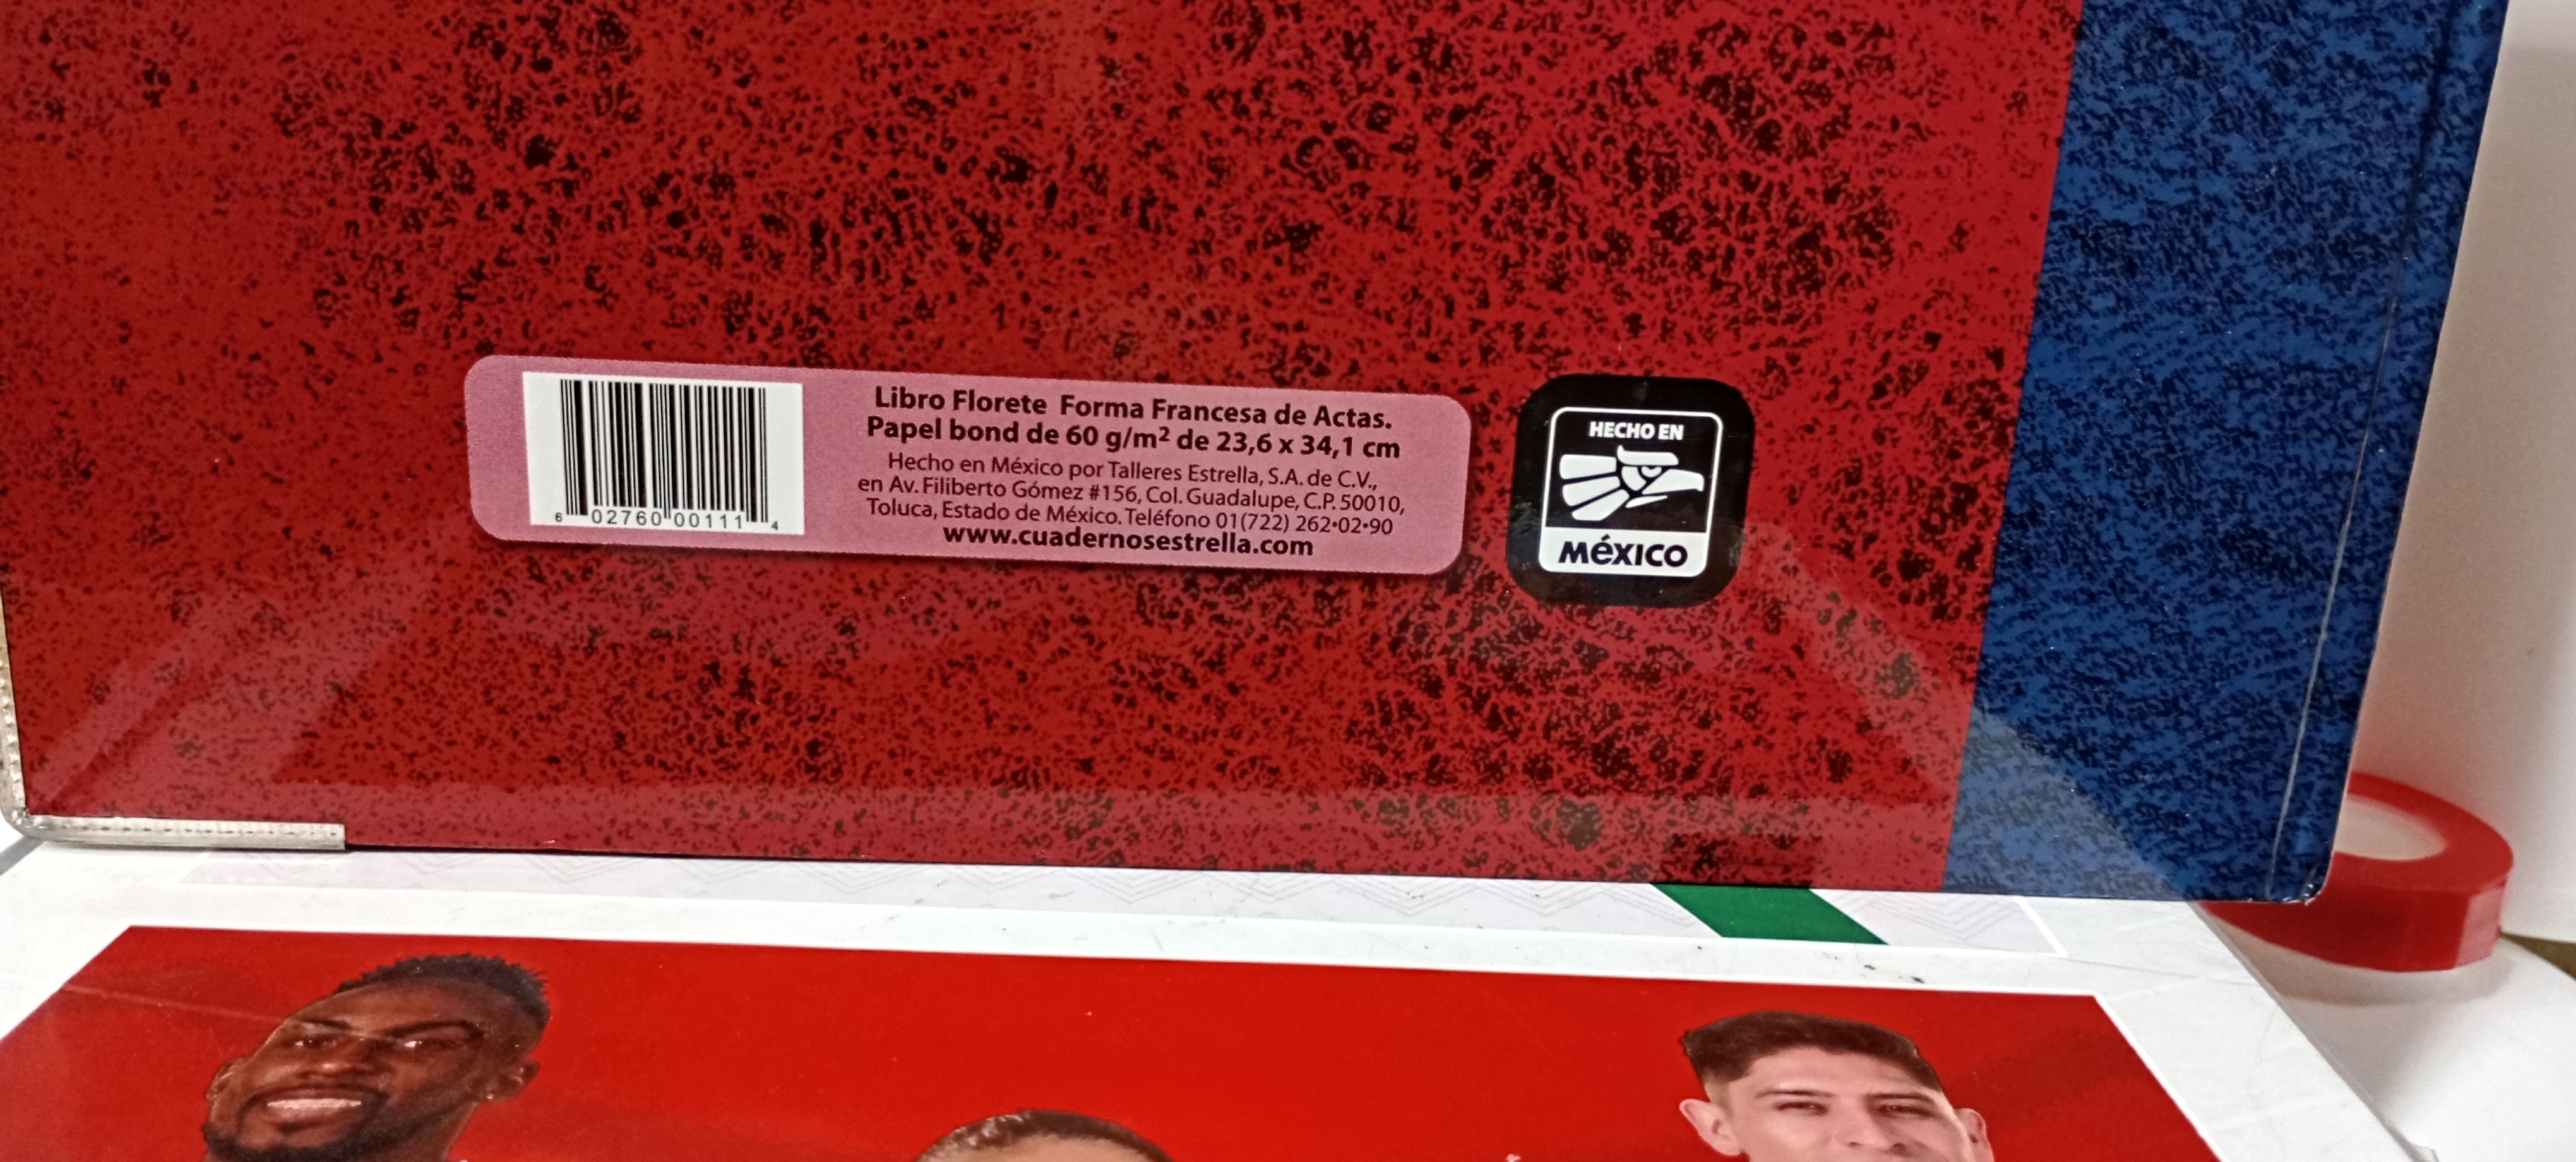 Libro Florete Forma Francesa de Actas.
Papel bond de 60 g/m² de 23,6 x 34,1 cm
Hecho en México por Talleres Estrella, S.A. de C.V.,
en Av. Filiberto Gómez #156, Col. Guadalupe, C.P. 50010,
Toluca, Estado de México. Teléfono 01(722) 262•02•90
www.cuadernosestrella.com
6 02760 00111 4
HECHO EN
MéXICO